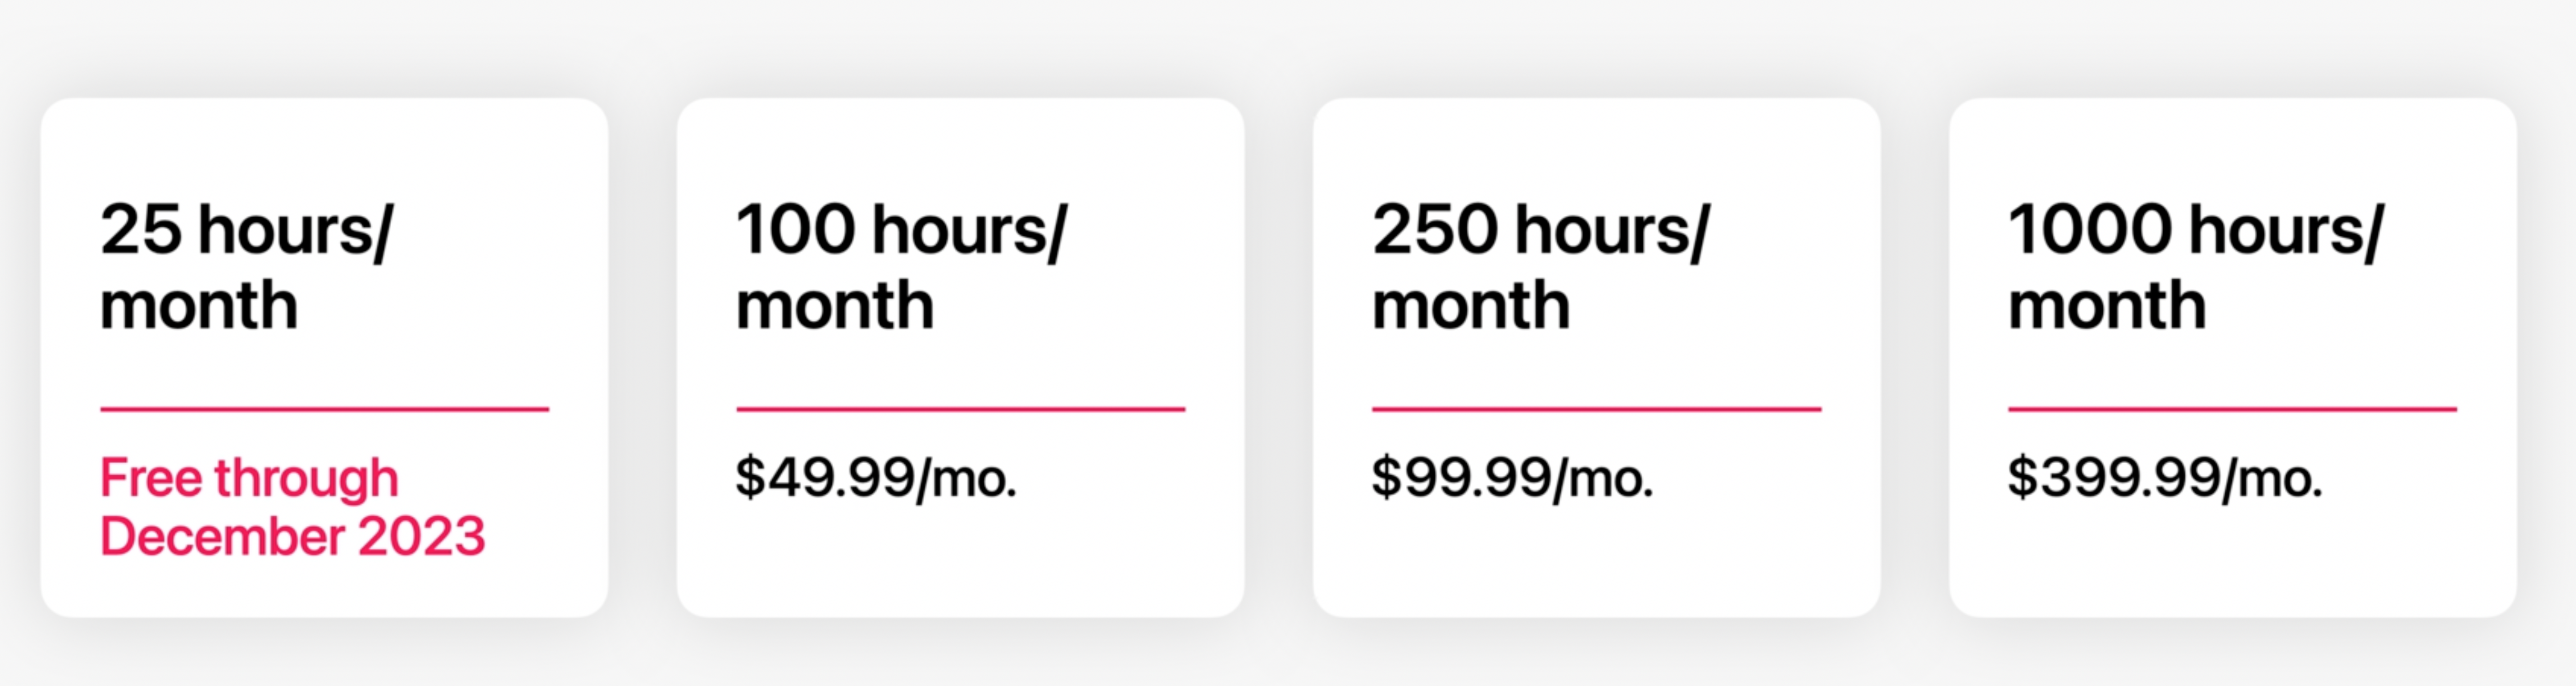 25 hours/
month
Free through
December 2023
100 hours/
month
$49.99/mo.
250 hours/
month
$99.99/mo.
1000 hours/
month
$399.99/mo.